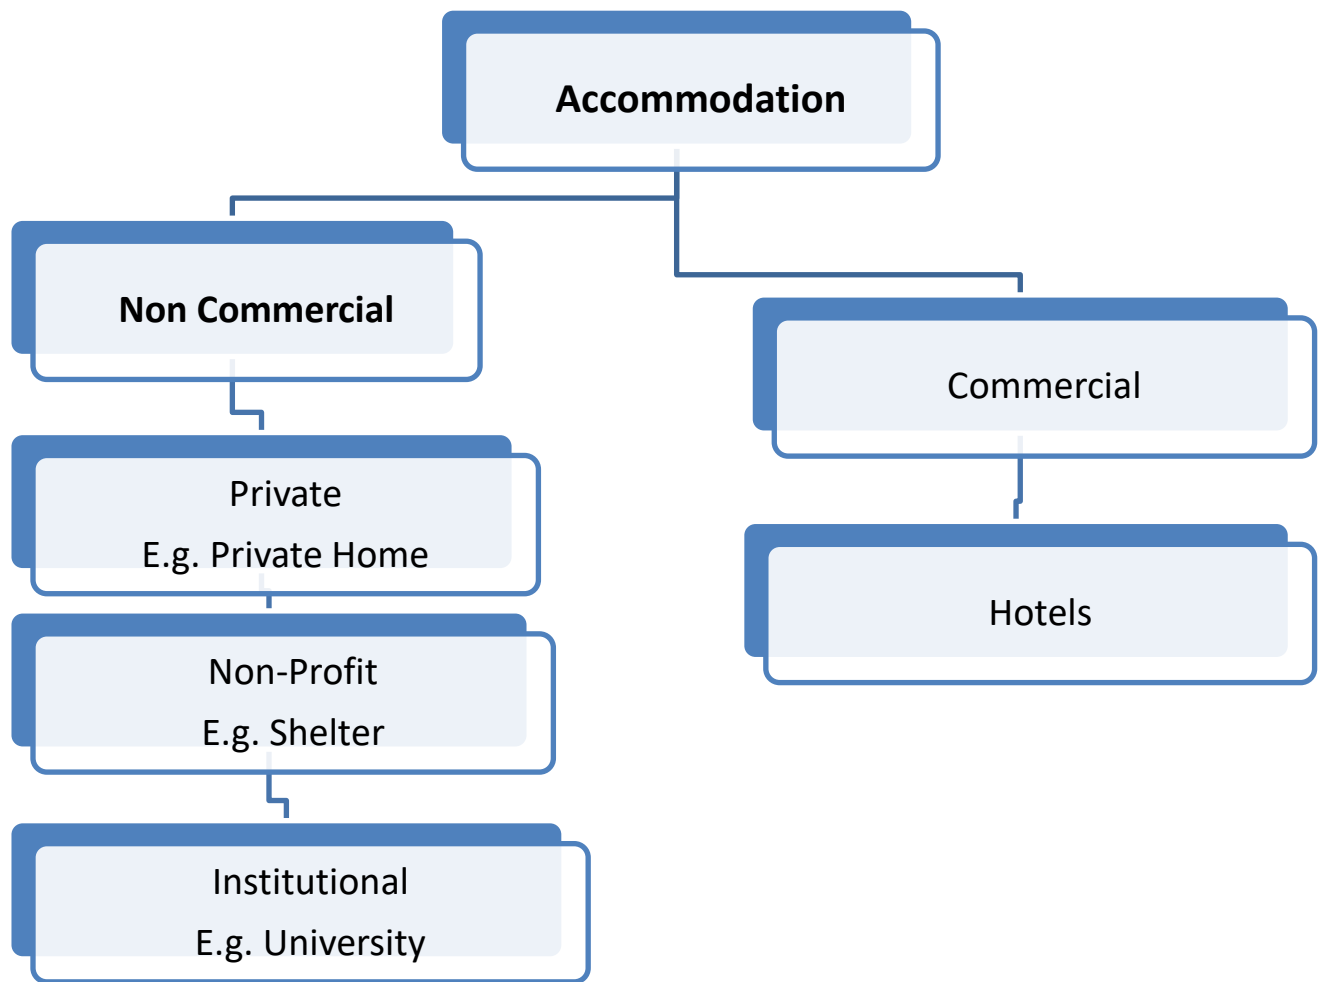 Accommodation
Non Commercial
Commercial
Private
E.g. Private Home
Hotels
Non-Profit
E.g. Shelter
Institutional
E.g. University